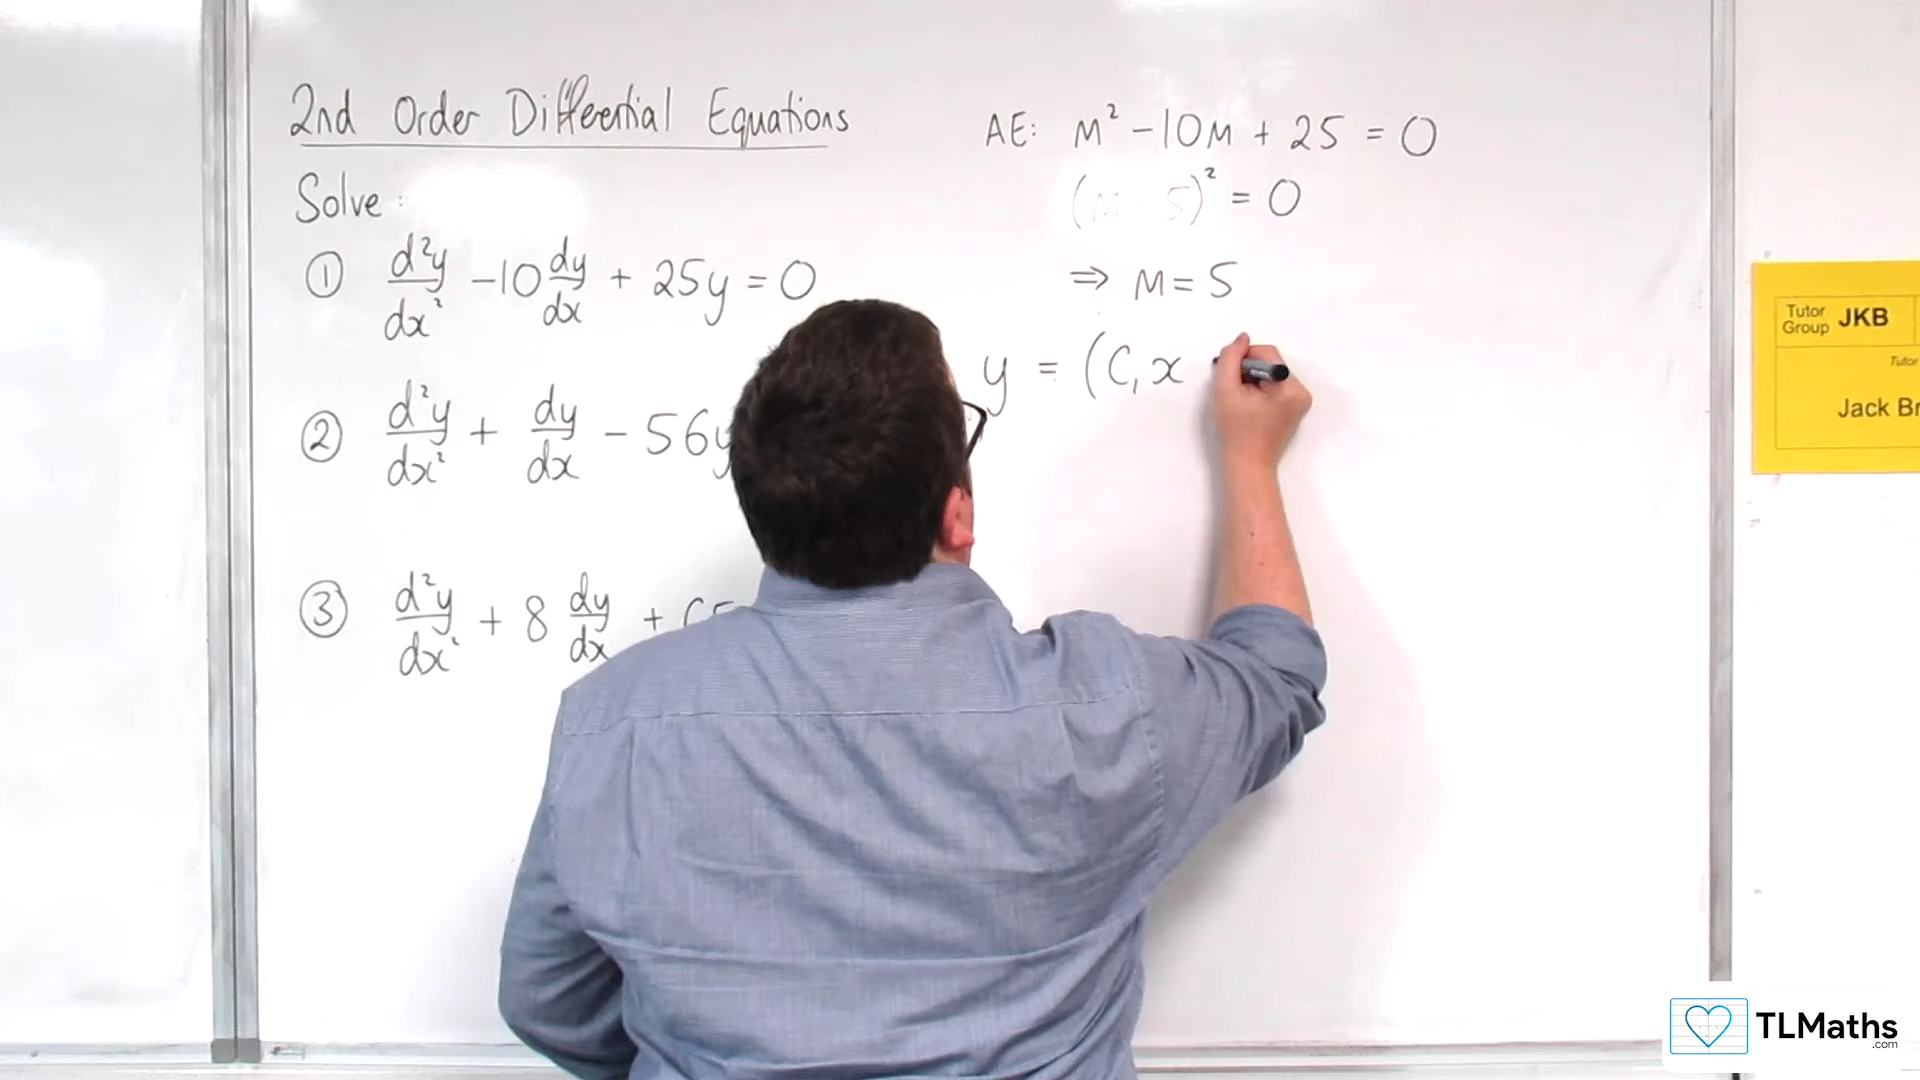 2nd Order Differential Equations
Solve:
① d²y/dx² - 10 dy/dx + 25y = 0
② d²y/dx² + dy/dx - 56y
③ d²y/dx² + 8 dy/dx +
AE: m² - 10m + 25 = 0
(m - 5)² = 0
⇒ m = 5
y = (C₁x
Tutor Group JKB
Tutor
Jack Br
TLMaths
.com